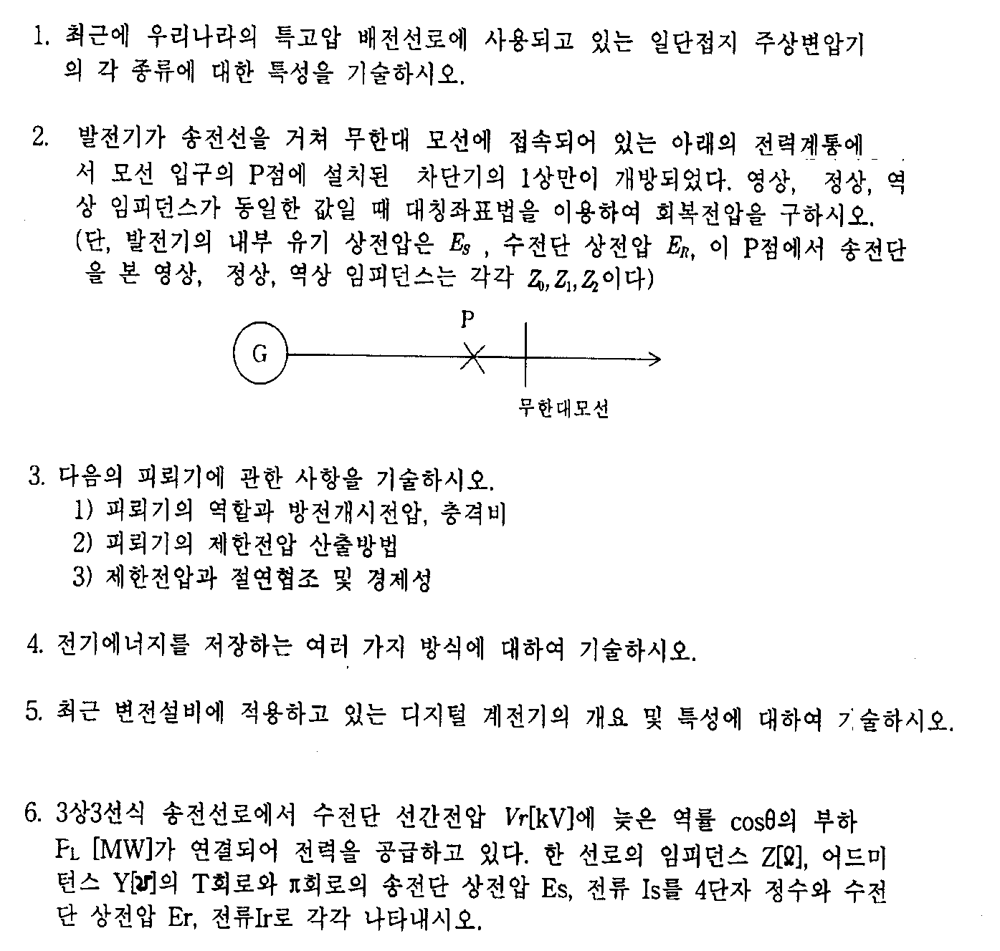 1. 최근에 우리나라의 특고압 배전선로에 사용되고 있는 일단접지 주상변압기
의 각 종류에 대한 특성을 기술하시오.
2. 발전기가 송전선을 거쳐 무한대 모선에 접속되어 있는 아래의 전력계통에
서 모선 입구의 P점에 설치된 차단기의 1상만이 개방되었다. 영상, 정상, 역
상 임피던스가 동일한 값일 때 대칭좌표법을 이용하여 회복전압을 구하시오.
(단, 발전기의 내부 유기 상전압은 E_S , 수전단 상전압 E_R, 이 P점에서 송전단
을 본 영상, 정상, 역상 임피던스는 각각 Z_0, Z_1, Z_2이다)
P
G
무한대모선
3. 다음의 피뢰기에 관한 사항을 기술하시오.
1) 피뢰기의 역할과 방전개시전압, 충격비
2) 피뢰기의 제한전압 산출방법
3) 제한전압과 절연협조 및 경제성
4. 전기에너지를 저장하는 여러 가지 방식에 대하여 기술하시오.
5. 최근 변전설비에 적용하고 있는 디지털 계전기의 개요 및 특성에 대하여 기술하시오.
6. 3상3선식 송전선로에서 수전단 선간전압 Vr[kV]에 늦은 역률 cosθ의 부하
P_L [MW]가 연결되어 전력을 공급하고 있다. 한 선로의 임피던스 Z[Ω], 어드미
턴스 Y[℧]의 T회로와 π회로의 송전단 상전압 Es, 전류 Is를 4단자 정수와 수전
단 상전압 Er, 전류Ir로 각각 나타내시오.